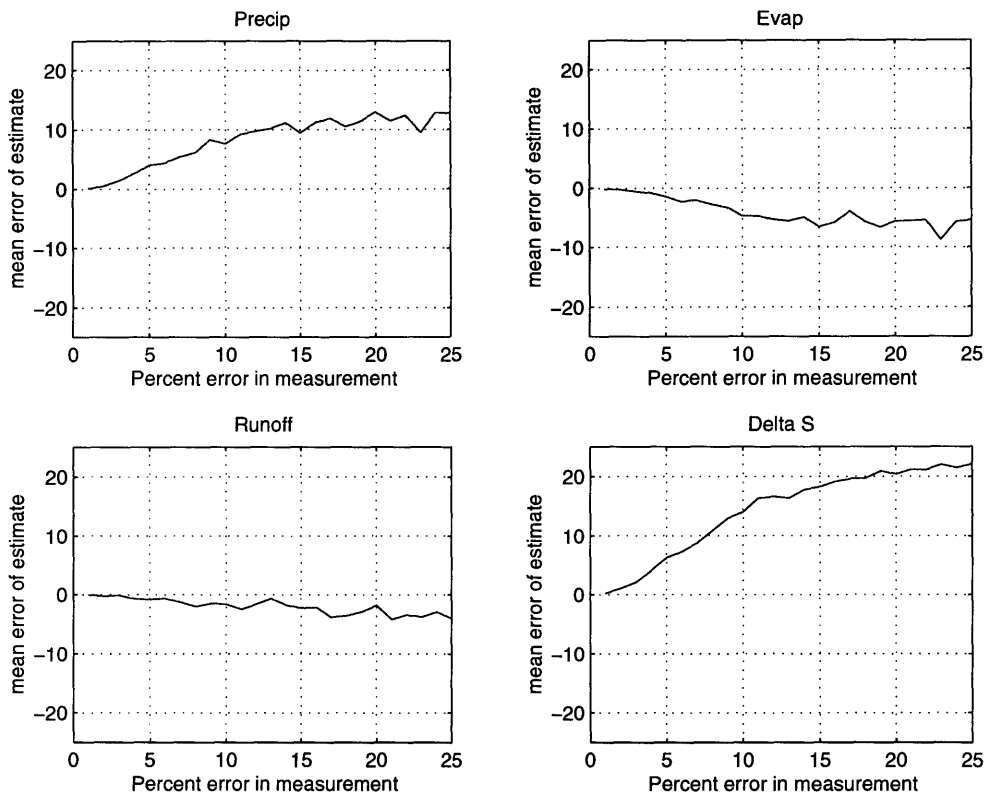 Precip
mean error of estimate
20
10
0
−10
−20
0 5 10 15 20 25
Percent error in measurement
Evap
mean error of estimate
20
10
0
−10
−20
0 5 10 15 20 25
Percent error in measurement
Runoff
mean error of estimate
20
10
0
−10
−20
0 5 10 15 20 25
Percent error in measurement
Delta S
mean error of estimate
20
10
0
−10
−20
0 5 10 15 20 25
Percent error in measurement